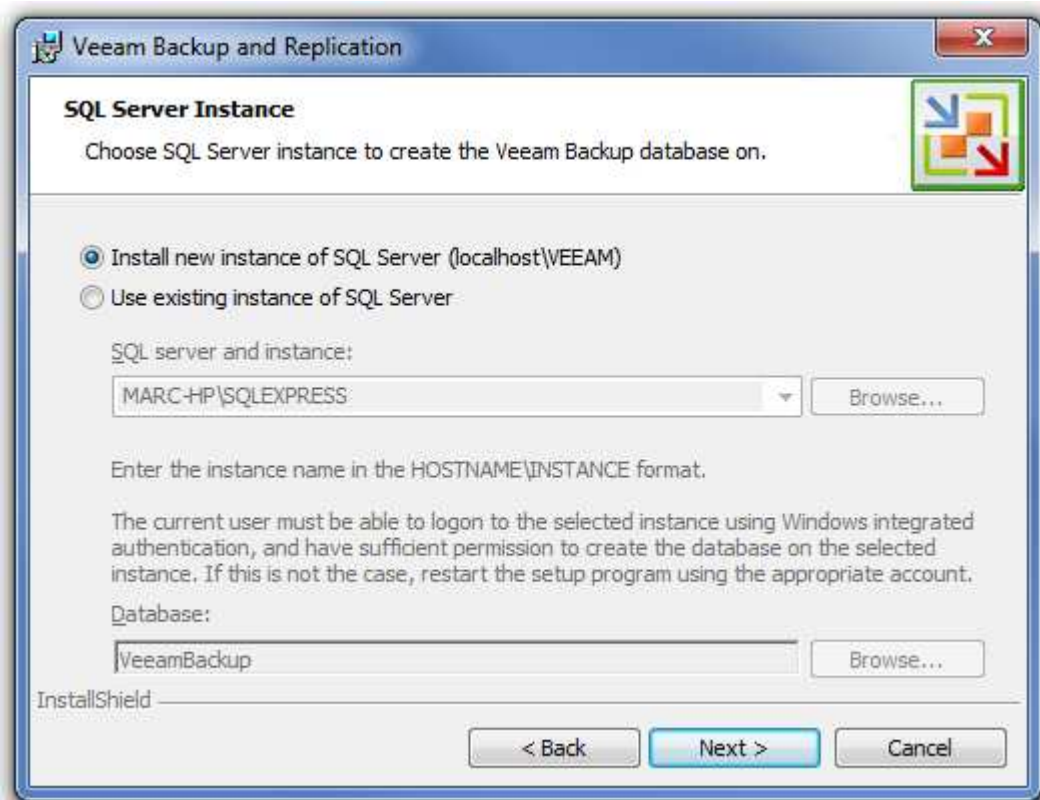 Veeam Backup and Replication
SQL Server Instance
Choose SQL Server instance to create the Veeam Backup database on.
Install new instance of SQL Server (localhost\VEEAM)
Use existing instance of SQL Server
SQL server and instance:
MARC-HP\SQLEXPRESS
Browse...
Enter the instance name in the HOSTNAME\INSTANCE format.
The current user must be able to logon to the selected instance using Windows integrated
authentication, and have sufficient permission to create the database on the selected
instance. If this is not the case, restart the setup program using the appropriate account.
Database:
VeeamBackup
Browse...
InstallShield
< Back
Next >
Cancel